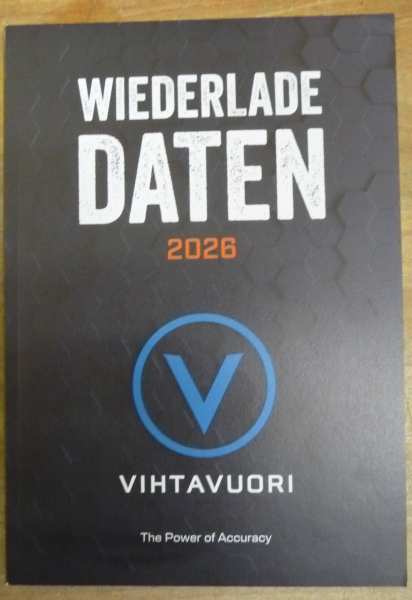 WIEDERLADE
DATEN
2026
V
VIHTAVUORI
The Power of Accuracy